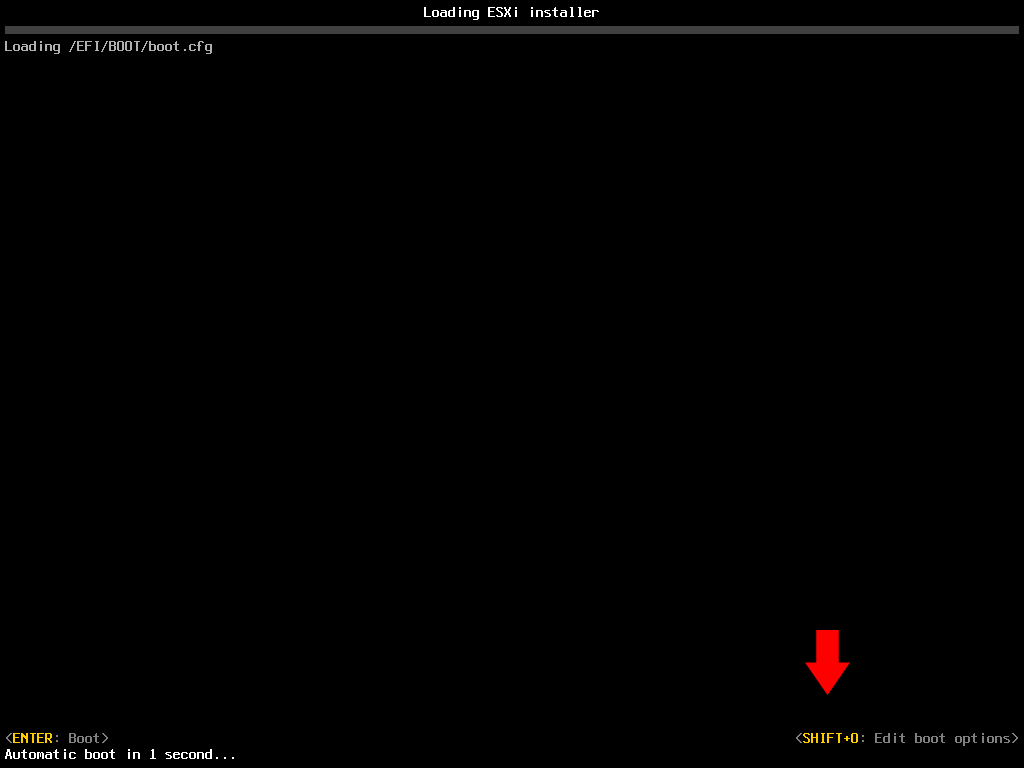 Loading ESXi installer
Loading /EFI/BOOT/boot.cfg
<ENTER: Boot>
<SHIFT+O: Edit boot options>
Automatic boot in 1 second...